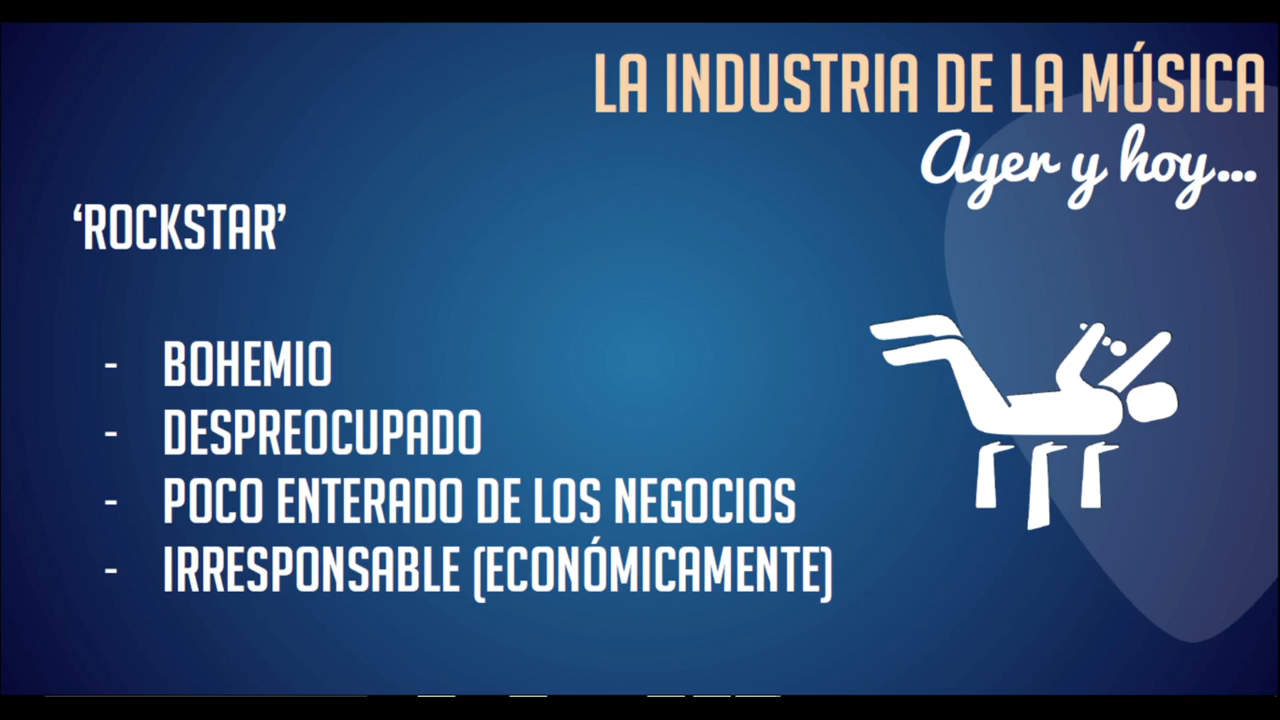 LA INDUSTRIA DE LA MÚSICA
Ayer y hoy...
‘ROCKSTAR’
- BOHEMIO
- DESPREOCUPADO
- POCO ENTERADO DE LOS NEGOCIOS
- IRRESPONSABLE (ECONÓMICAMENTE)